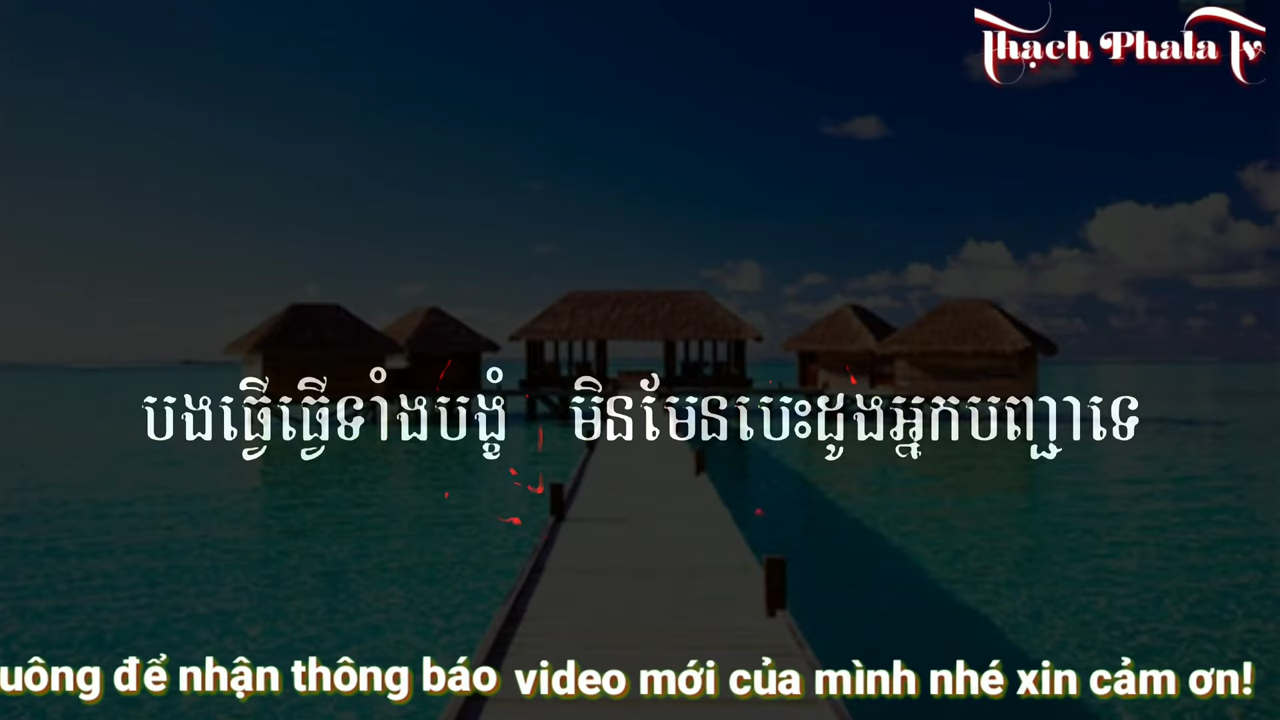 Thạch Phala Tv
បងធ្វើធ្វើទាំងបង្ខំ មិនមែនបេះដូងអ្នកបញ្ជាទេ
uông để nhận thông báo video mới của mình nhé xin cảm ơn!